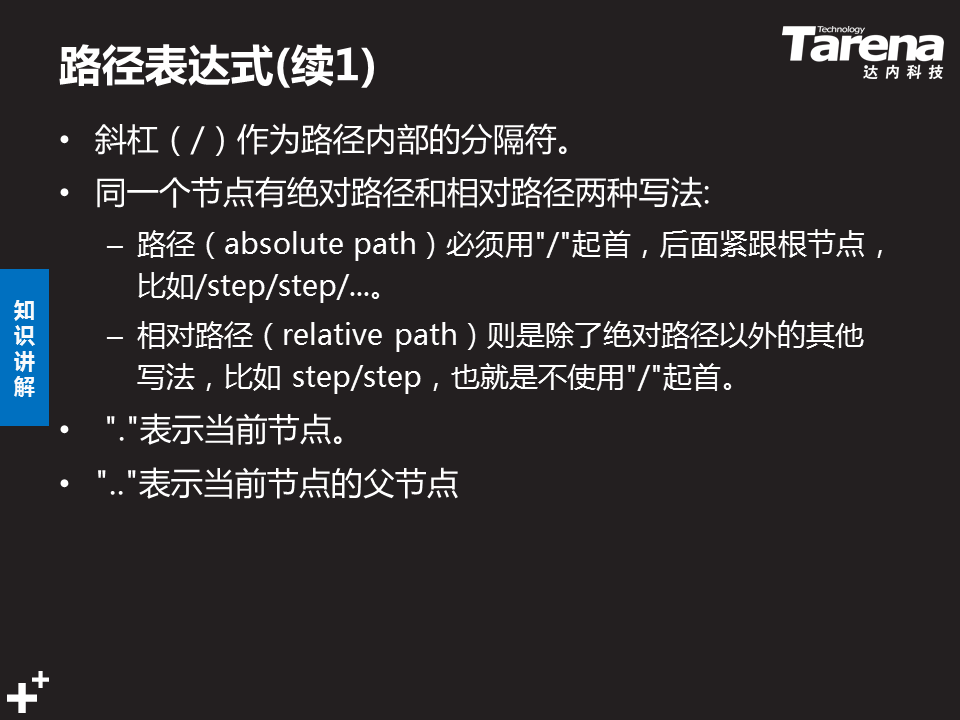 路径表达式(续1)
Technology
Tarena
达内科技
• 斜杠（/）作为路径内部的分隔符。
• 同一个节点有绝对路径和相对路径两种写法:
– 路径（absolute path）必须用"/"起首，后面紧跟根节点，
比如/step/step/...。
– 相对路径（relative path）则是除了绝对路径以外的其他
写法，比如 step/step，也就是不使用"/"起首。
• "."表示当前节点。
• ".."表示当前节点的父节点
知
识
讲
解